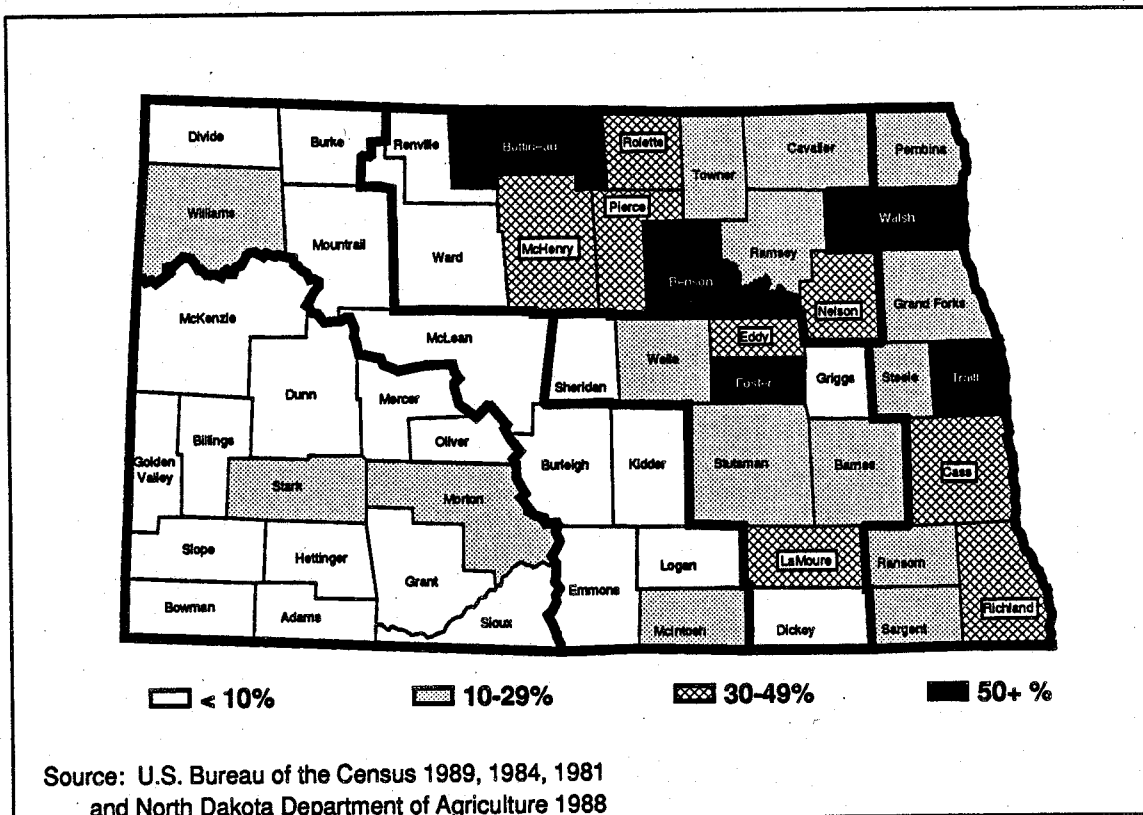 Divide
Burke
Renville
Bottineau
Rolette
Towner
Cavalier
Pembina
Williams
Mountrail
Ward
McHenry
Pierce
Benson
Ramsey
Walsh
Nelson
Grand Forks
McKenzie
McLean
Sheridan
Wells
Eddy
Foster
Griggs
Steele
Traill
Dunn
Mercer
Oliver
Billings
Golden
Valley
Stark
Morton
Burleigh
Kidder
Stutsman
Barnes
Cass
Slope
Hettinger
Grant
Emmons
Logan
LaMoure
Ransom
Richland
Bowman
Adams
Sioux
McIntosh
Dickey
Sargent
< 10% 10-29% 30-49% 50+ %
Source: U.S. Bureau of the Census 1989, 1984, 1981
and North Dakota Department of Agriculture 1988